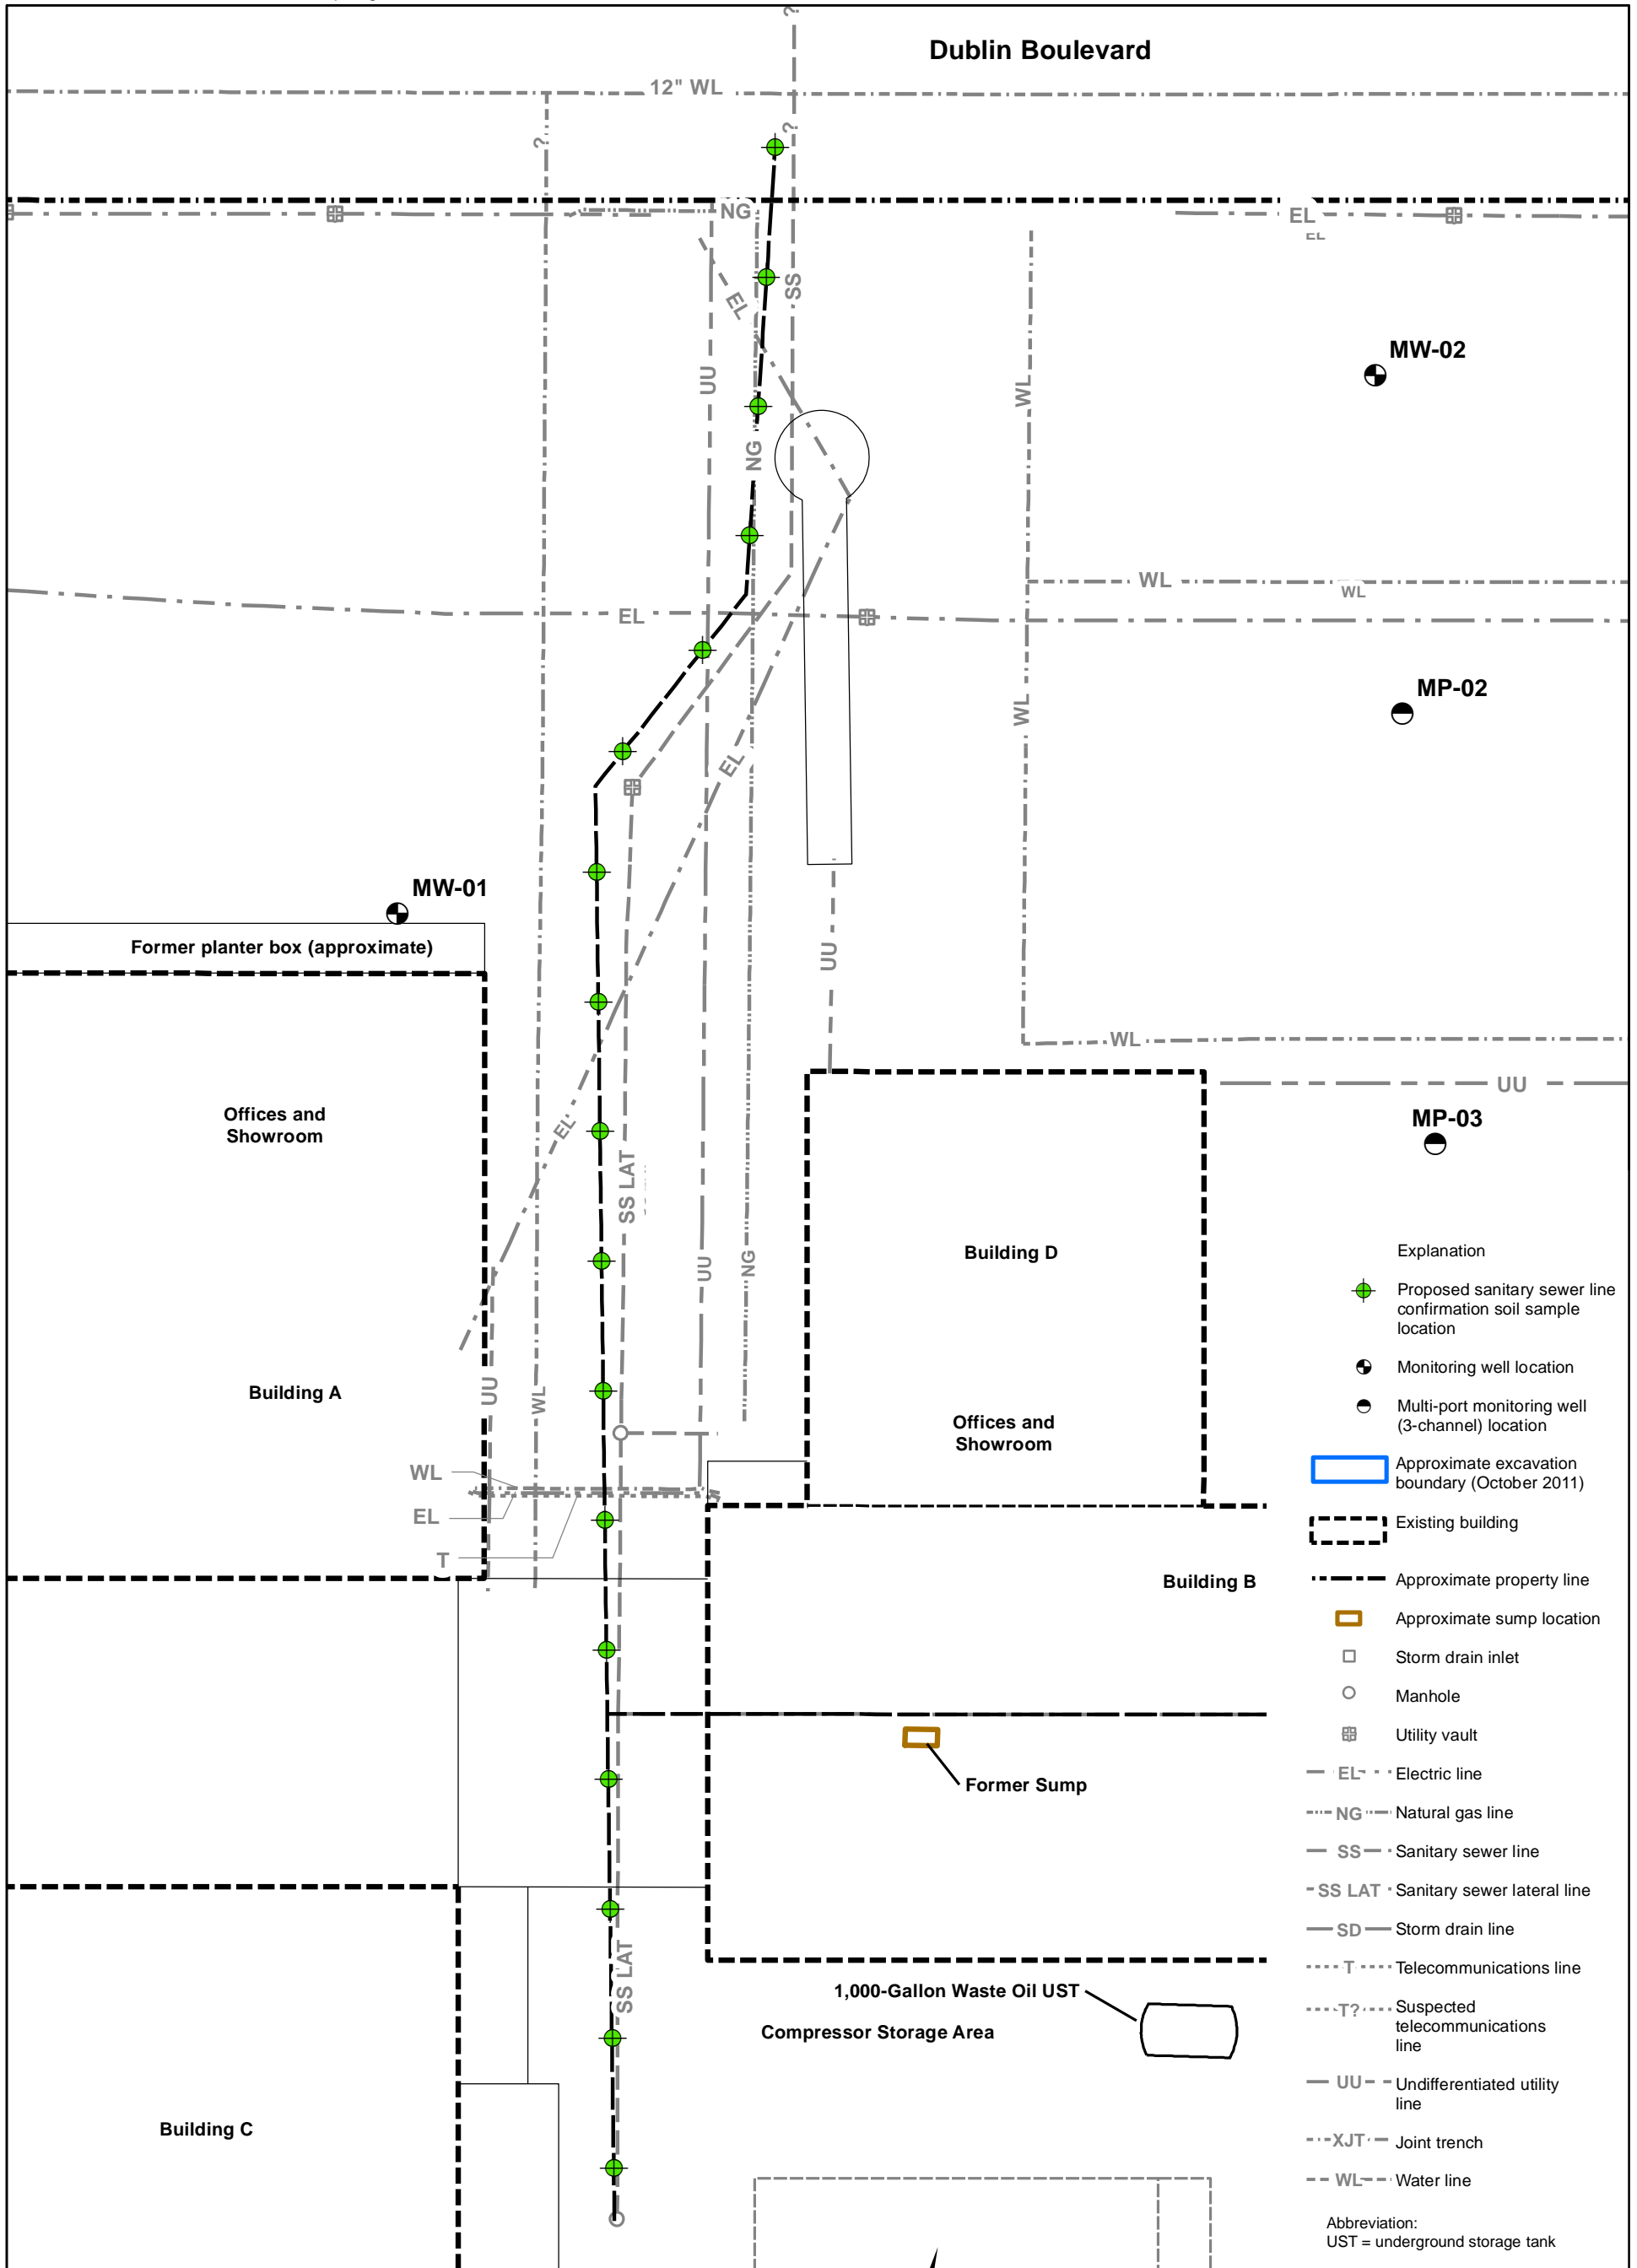 Dublin Boulevard
12" WL
?
?
?
NG
EL
EL
EL
SS
MW-02
UU
WL
NG
WL
WL
EL
MP-02
WL
EL
MW-01
Former planter box (approximate)
UU
WL
UU
Offices and
Showroom
EL
MP-03
SS LAT
Building D
UU
NG
Building A
UU
WL
Offices and
Showroom
WL
EL
T
Building B
Former Sump
SS LAT
1,000-Gallon Waste Oil UST
Compressor Storage Area
Building C
Explanation
Proposed sanitary sewer line
confirmation soil sample
location
Monitoring well location
Multi-port monitoring well
(3-channel) location
Approximate excavation
boundary (October 2011)
Existing building
Approximate property line
Approximate sump location
Storm drain inlet
Manhole
Utility vault
EL Electric line
NG Natural gas line
SS Sanitary sewer line
SS LAT Sanitary sewer lateral line
SD Storm drain line
T Telecommunications line
T? Suspected
telecommunications
line
UU Undifferentiated utility
line
XJT Joint trench
WL Water line
Abbreviation:
UST = underground storage tank